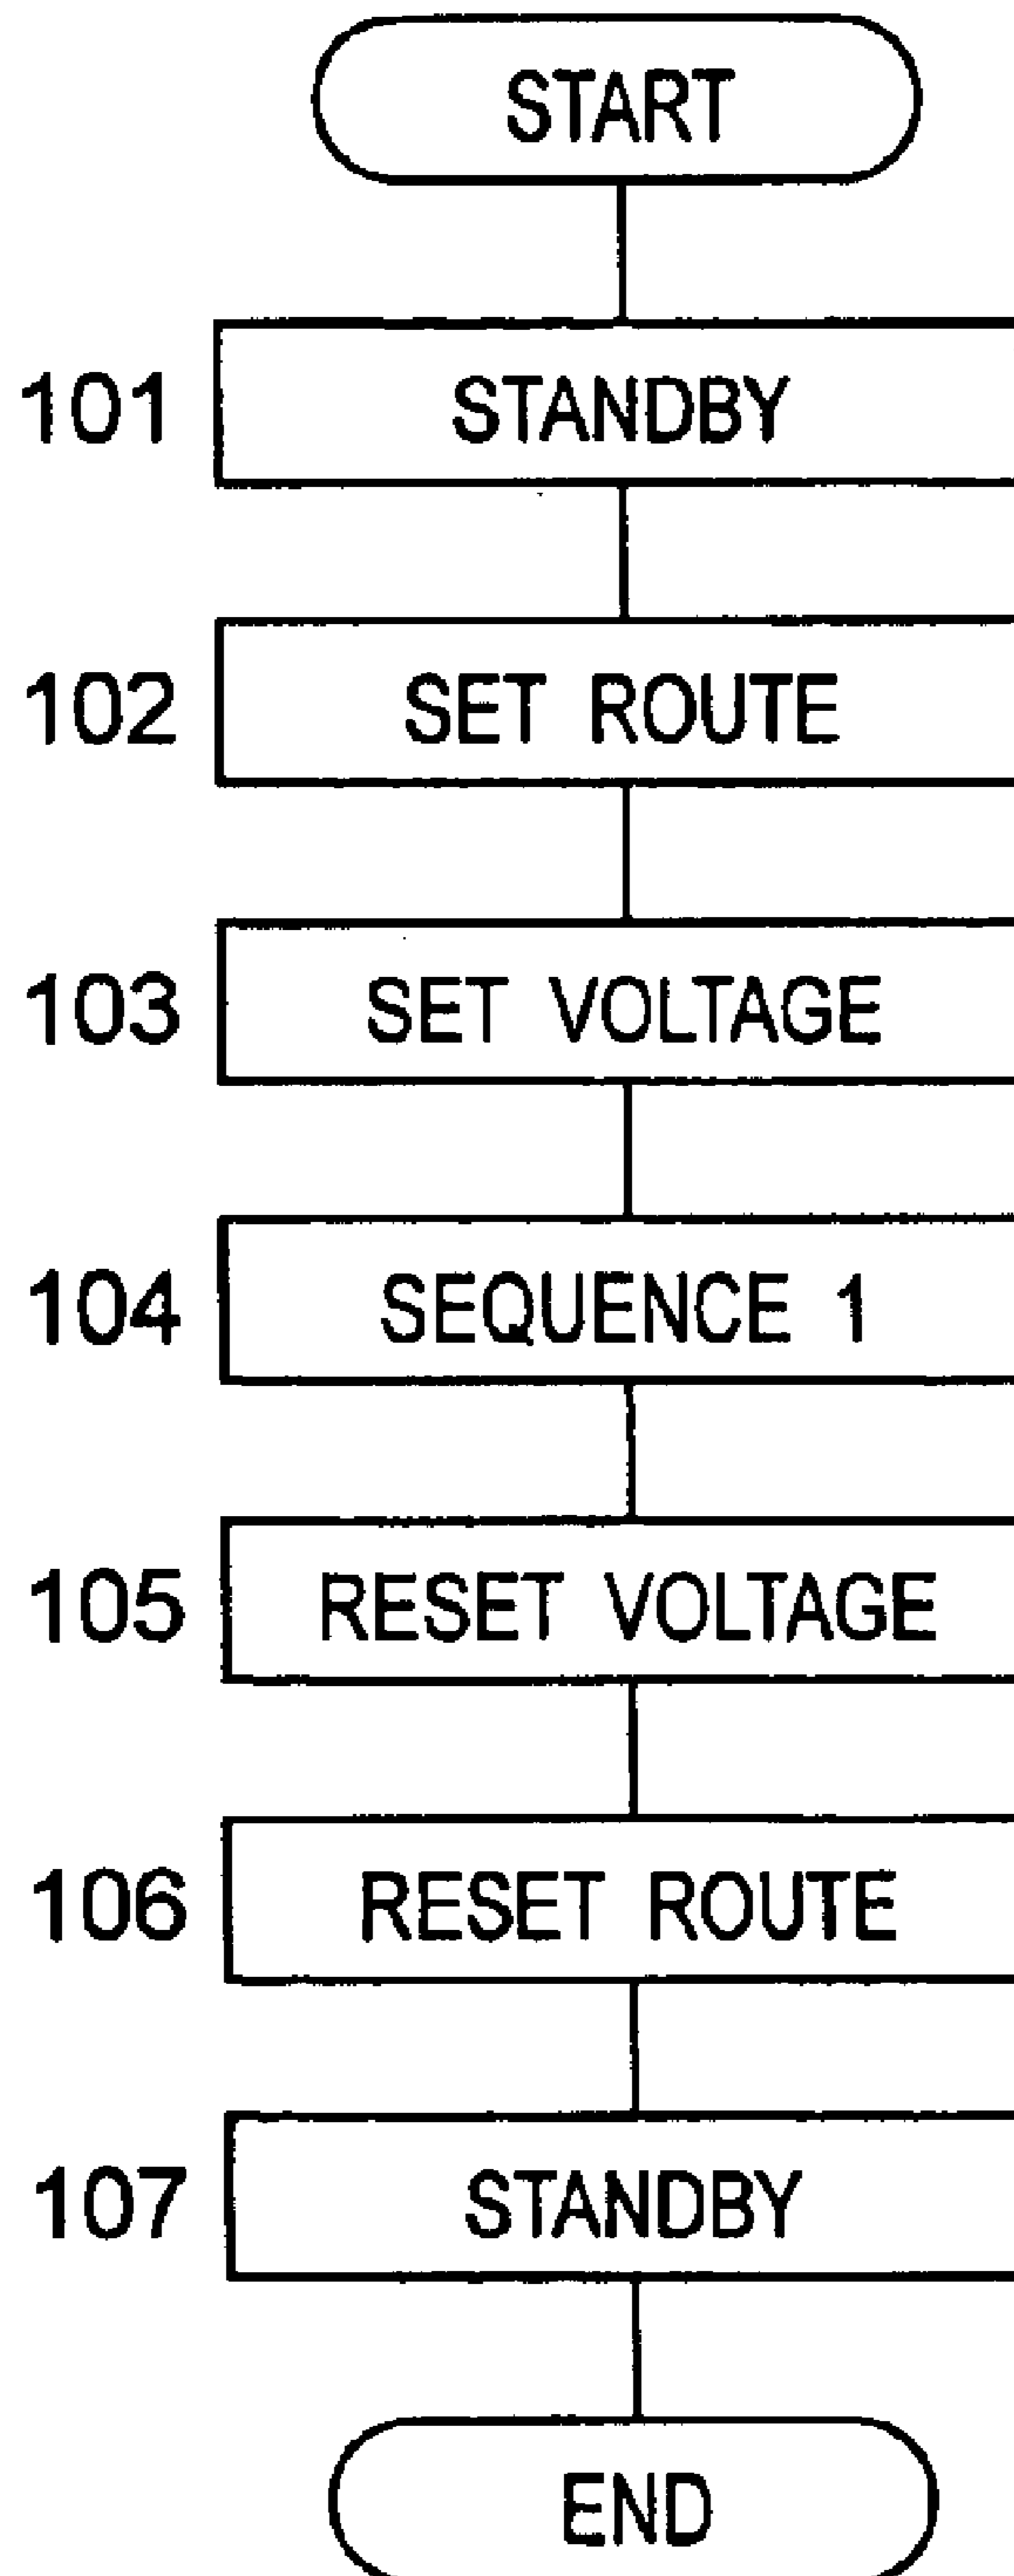 START
101 STANDBY
102 SET ROUTE
103 SET VOLTAGE
104 SEQUENCE 1
105 RESET VOLTAGE
106 RESET ROUTE
107 STANDBY
END